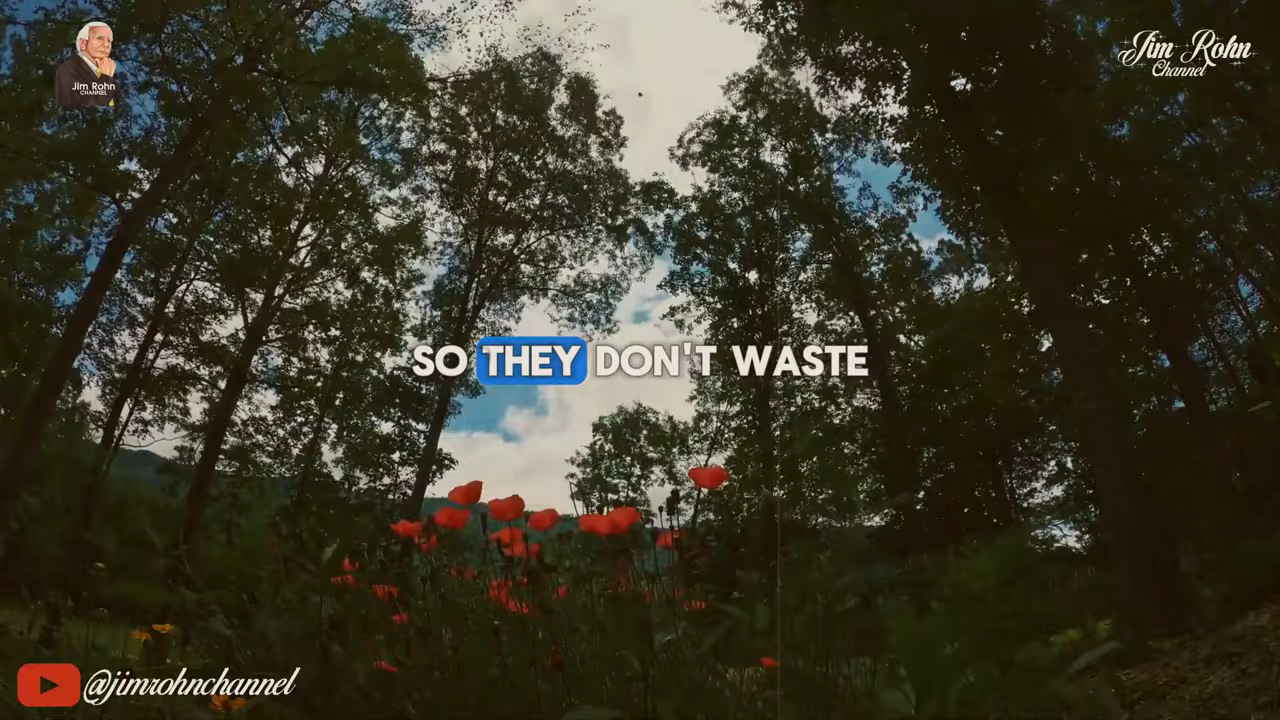 Jim Rohn
CHANNEL
Jim Rohn
Channel
SO THEY DON'T WASTE
@jimrohnchannel